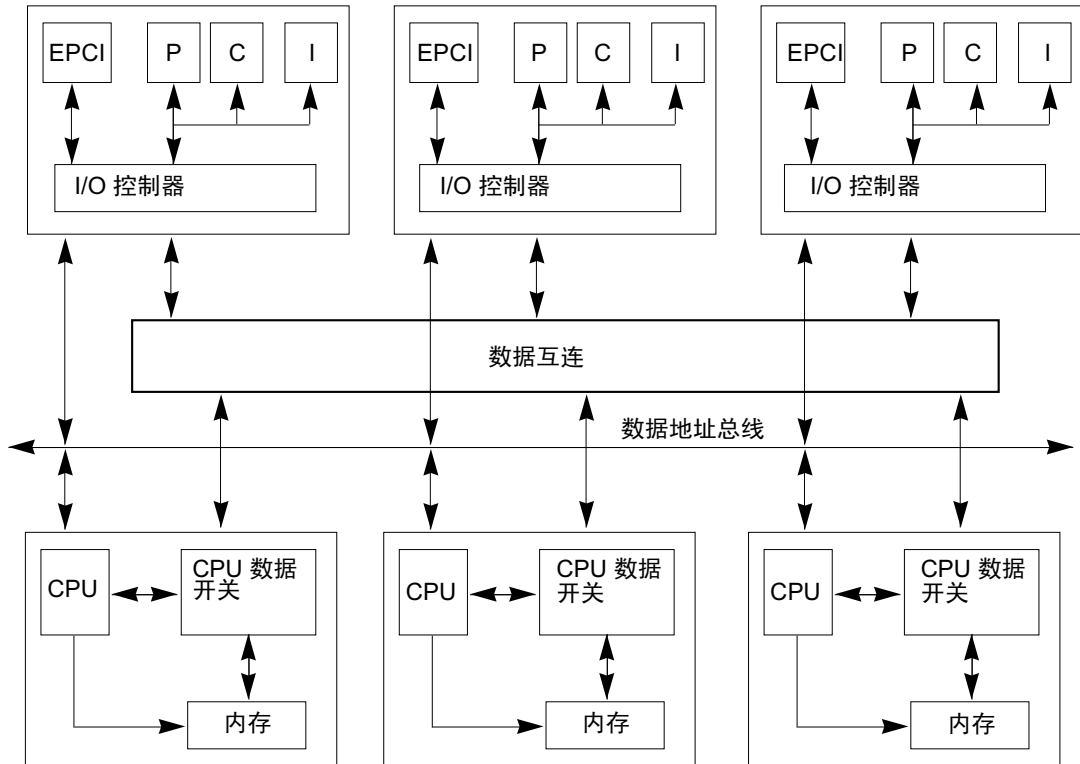 EPCI P C I
I/O 控制器
EPCI P C I
I/O 控制器
EPCI P C I
I/O 控制器
数据互连
数据地址总线
CPU
CPU 数据
开关
内存
CPU
CPU 数据
开关
内存
CPU
CPU 数据
开关
内存